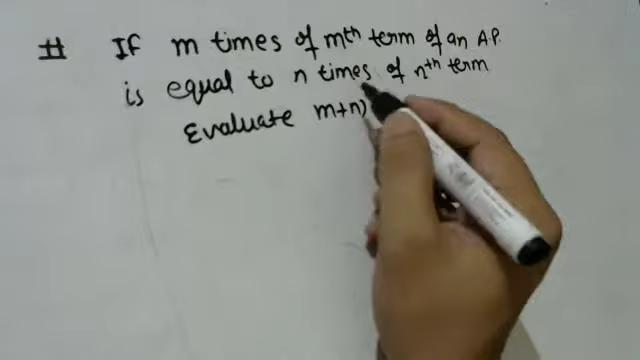 # If m times of mth term of an A.P.
is equal to n times of nth term
Evaluate m+n)